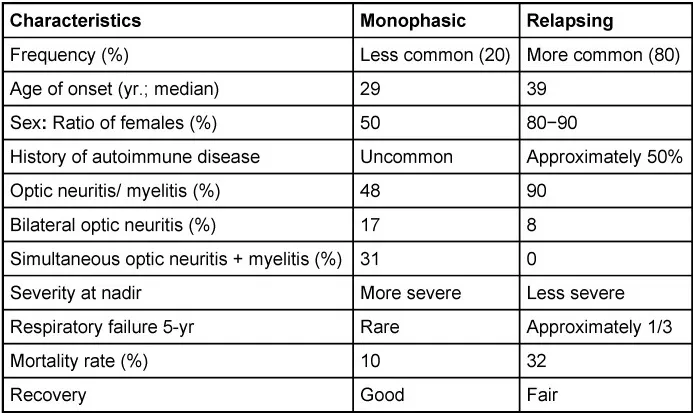 Characteristics Monophasic Relapsing
Frequency (%) Less common (20) More common (80)
Age of onset (yr.; median) 29 39
Sex: Ratio of females (%) 50 80−90
History of autoimmune disease Uncommon Approximately 50%
Optic neuritis/ myelitis (%) 48 90
Bilateral optic neuritis (%) 17 8
Simultaneous optic neuritis + myelitis (%) 31 0
Severity at nadir More severe Less severe
Respiratory failure 5-yr Rare Approximately 1/3
Mortality rate (%) 10 32
Recovery Good Fair